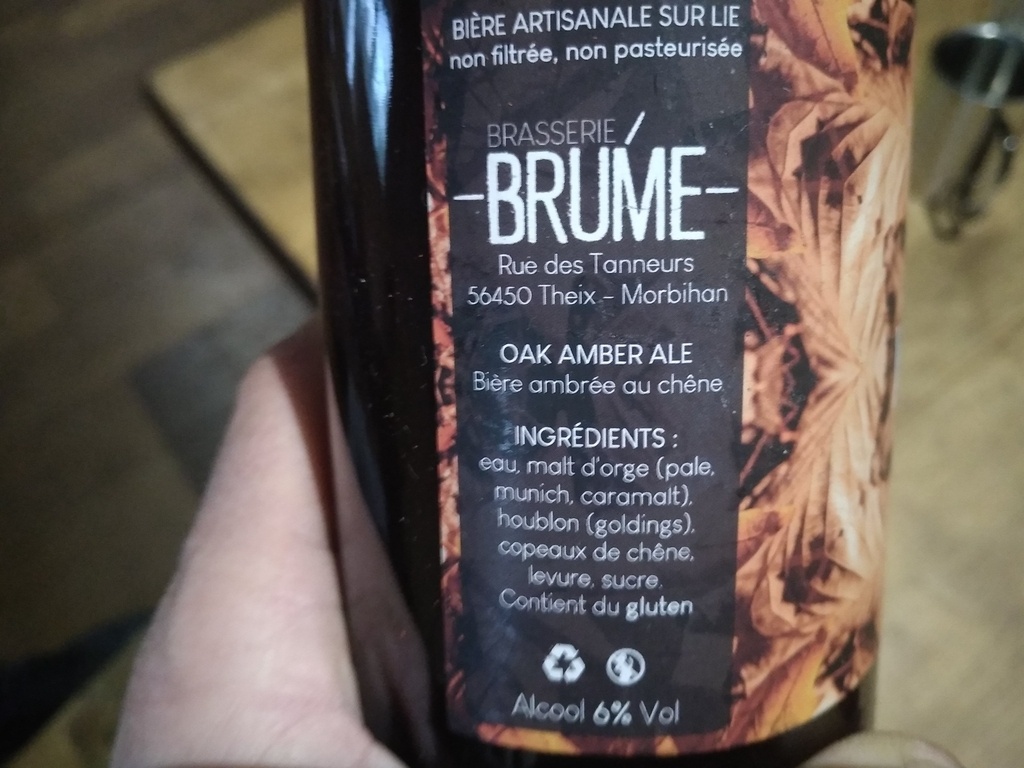 BIÈRE ARTISANALE SUR LIE
non filtrée, non pasteurisée
BRASSERIE
-BRUMÉ-
Rue des Tanneurs
56450 Theix - Morbihan
OAK AMBER ALE
Bière ambrée au chêne
INGRÉDIENTS :
eau, malt d'orge (pale,
munich, caramalt),
houblon (goldings),
copeaux de chêne,
levure, sucre.
Contient du gluten
Alcool 6% Vol